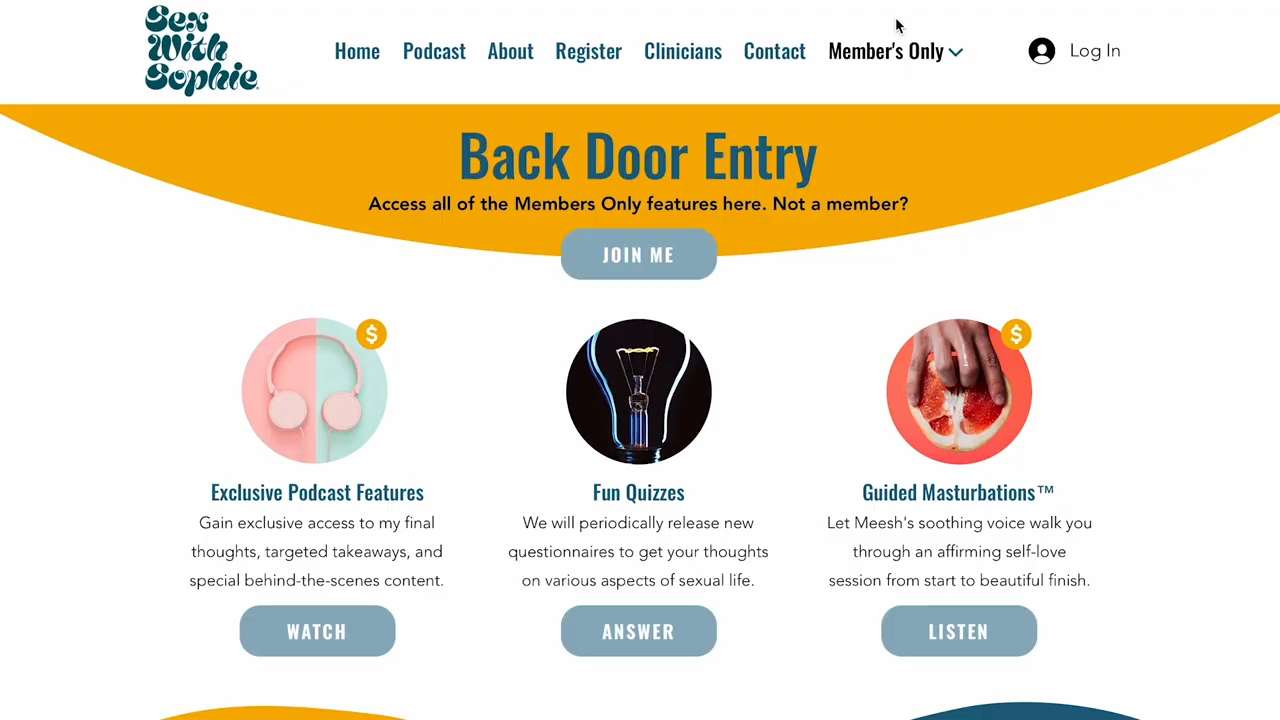 Sex
With
Sophie
Home Podcast About Register Clinicians Contact Member's Only Log In
Back Door Entry
Access all of the Members Only features here. Not a member?
JOIN ME
$
$
Exclusive Podcast Features
Gain exclusive access to my final
thoughts, targeted takeaways, and
special behind-the-scenes content.
WATCH
Fun Quizzes
We will periodically release new
questionnaires to get your thoughts
on various aspects of sexual life.
ANSWER
Guided Masturbations™
Let Meesh's soothing voice walk you
through an affirming self-love
session from start to beautiful finish.
LISTEN